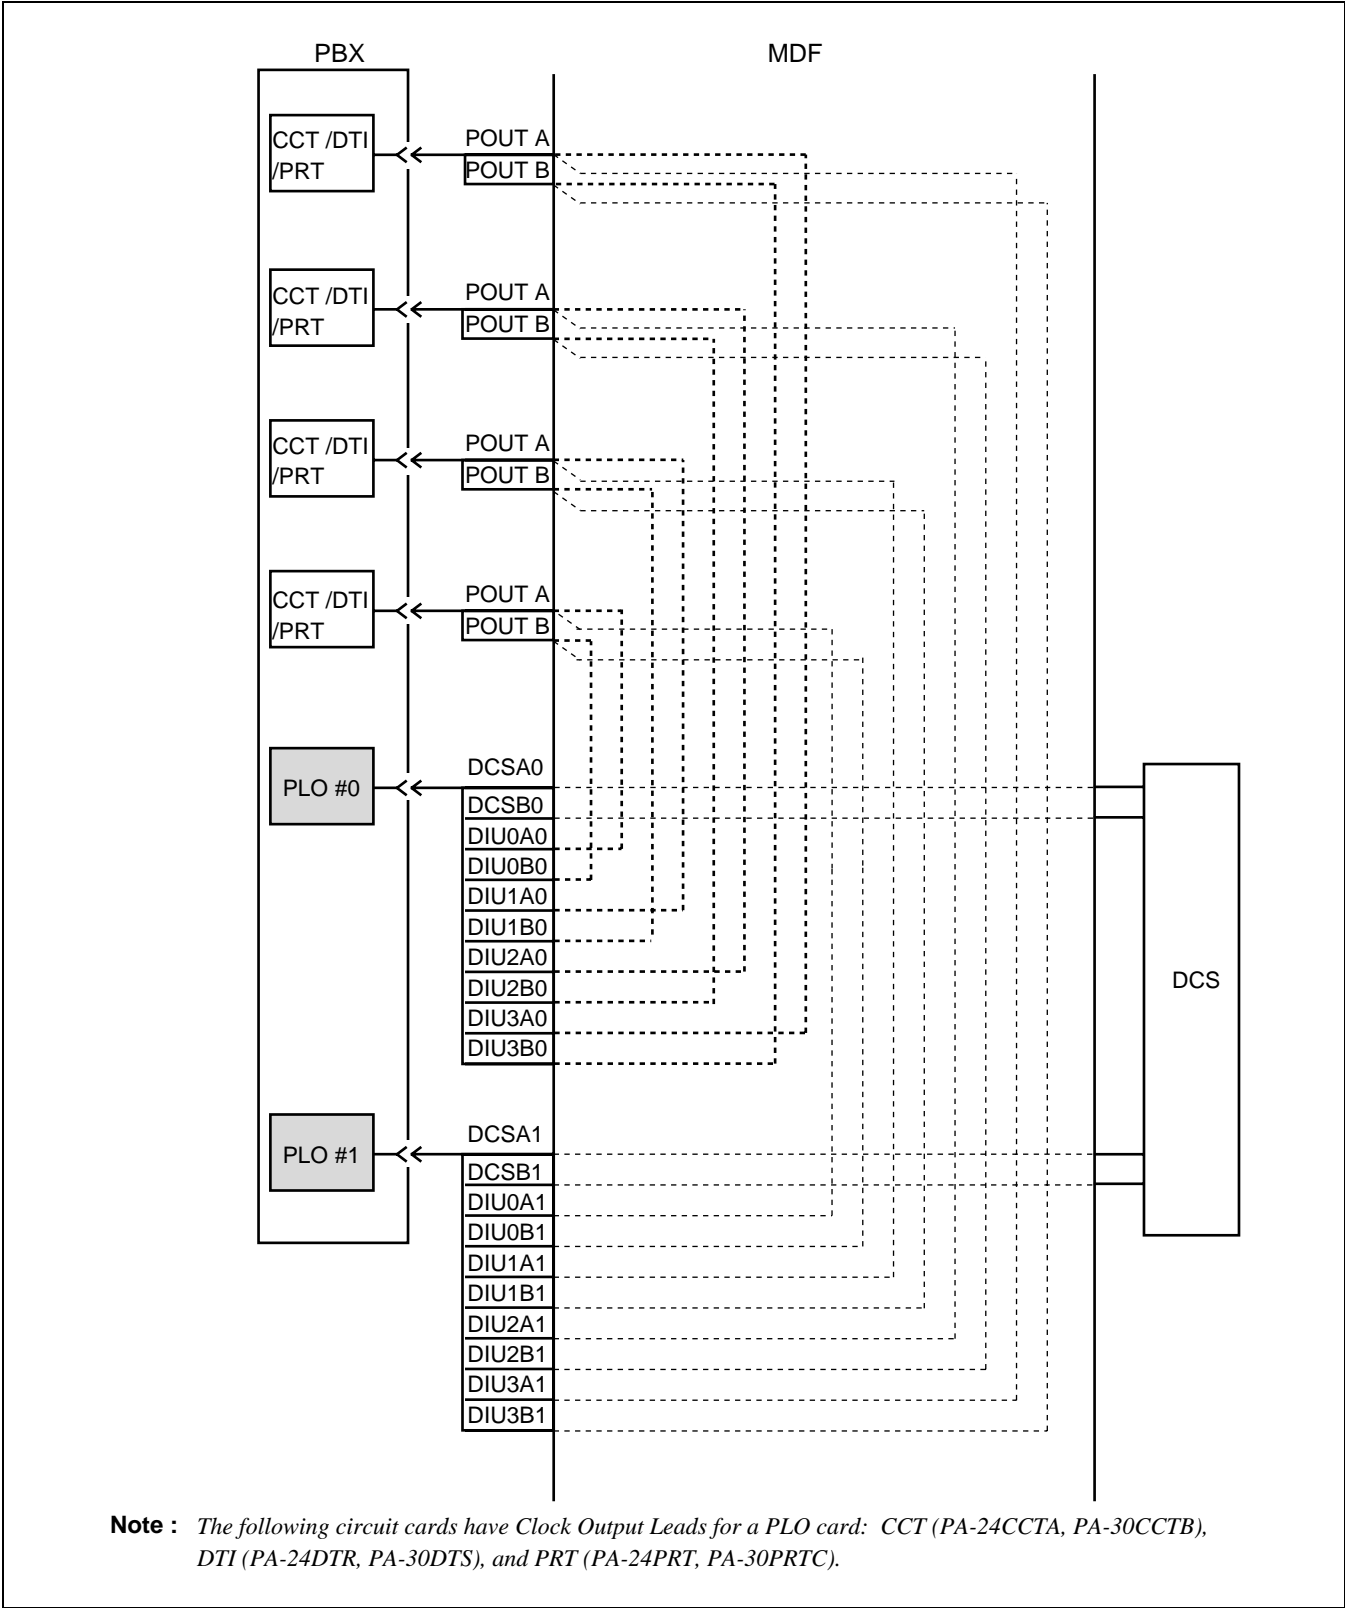 PBX
MDF
CCT /DTI
/PRT
POUT A
POUT B
CCT /DTI
/PRT
POUT A
POUT B
CCT /DTI
/PRT
POUT A
POUT B
CCT /DTI
/PRT
POUT A
POUT B
PLO #0
DCSA0
DCSB0
DIU0A0
DIU0B0
DIU1A0
DIU1B0
DIU2A0
DIU2B0
DIU3A0
DIU3B0
DCS
PLO #1
DCSA1
DCSB1
DIU0A1
DIU0B1
DIU1A1
DIU1B1
DIU2A1
DIU2B1
DIU3A1
DIU3B1
Note : The following circuit cards have Clock Output Leads for a PLO card: CCT (PA-24CCTA, PA-30CCTB),
DTI (PA-24DTR, PA-30DTS), and PRT (PA-24PRT, PA-30PRTC).